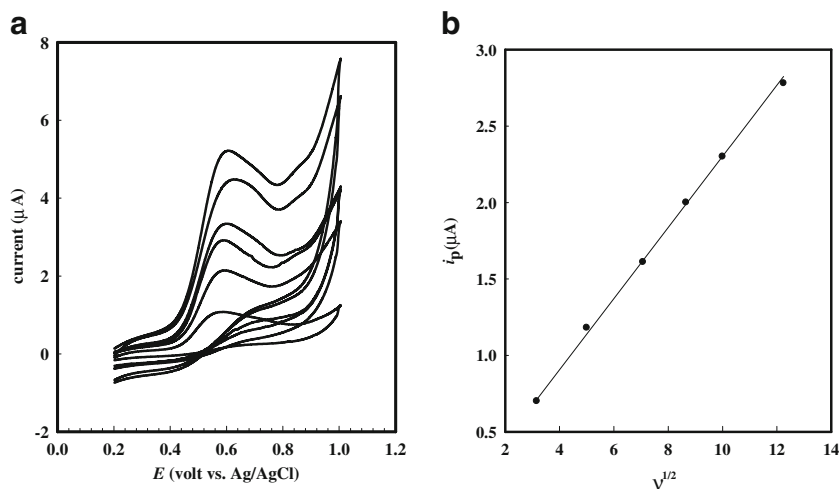 a
8
6
4
2
0
-2
current (μ A)
0.0 0.2 0.4 0.6 0.8 1.0 1.2
E (volt vs. Ag/AgCl)
b
3.0
2.5
2.0
1.5
1.0
0.5
ip(μA)
2 4 6 8 10 12 14
ν1/2